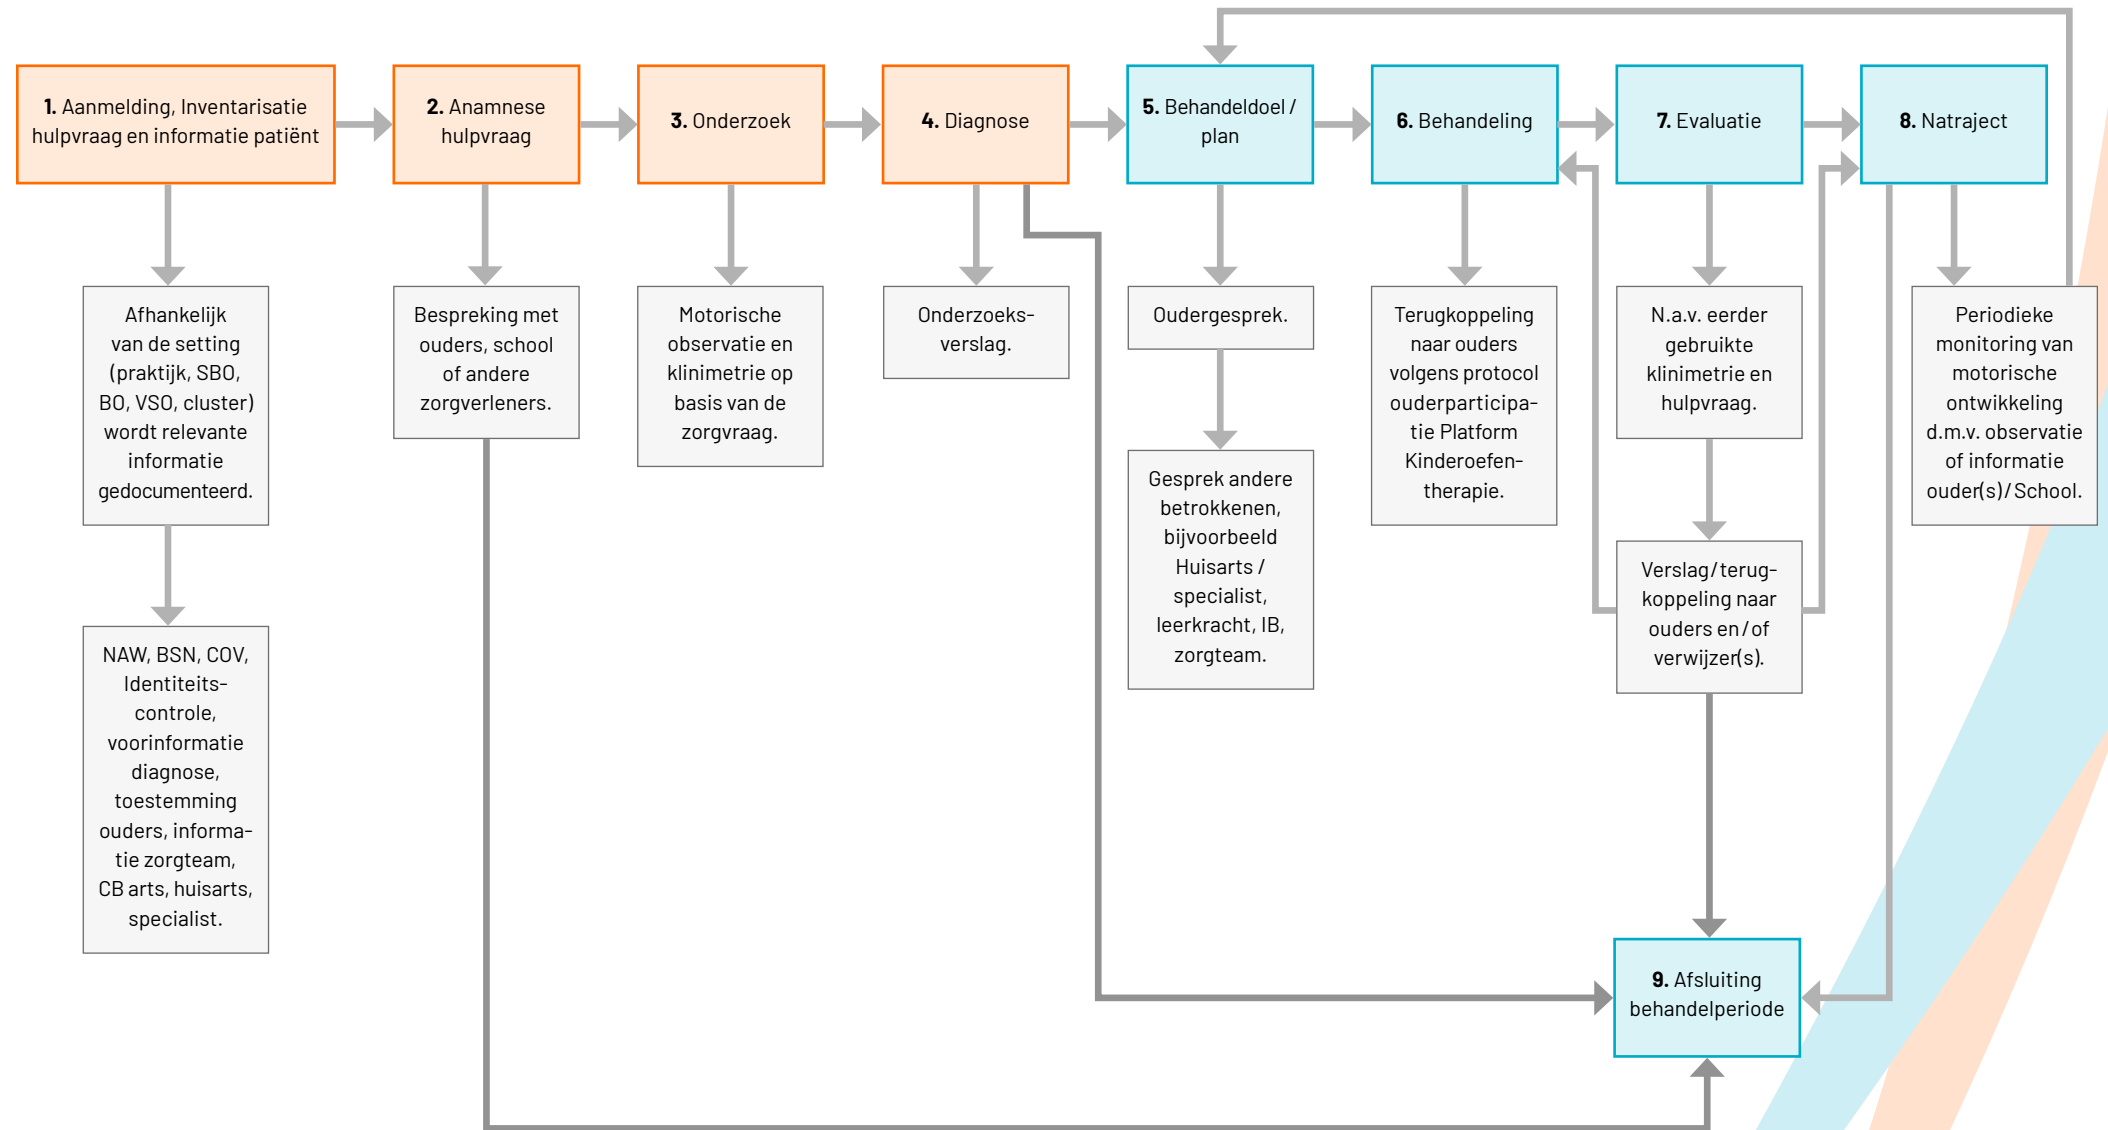 1. Aanmelding, Inventarisatie
hulpvraag en informatie patiënt
2. Anamnese
hulpvraag
3. Onderzoek
4. Diagnose
5. Behandeldoel /
plan
6. Behandeling
7. Evaluatie
8. Natraject
Afhankelijk
van de setting
(praktijk, SBO,
BO, VSO, cluster)
wordt relevante
informatie
gedocumenteerd.
NAW, BSN, COV,
Identiteits-
controle,
voorinformatie
diagnose,
toestemming
ouders, informa-
tie zorgteam,
CB arts, huisarts,
specialist.
Bespreking met
ouders, school
of andere
zorgverleners.
Motorische
observatie en
klinimetrie op
basis van de
zorgvraag.
Onderzoeks-
verslag.
Oudergesprek.
Gesprek andere
betrokkenen,
bijvoorbeeld
Huisarts /
specialist,
leerkracht, IB,
zorgteam.
Terugkoppeling
naar ouders
volgens protocol
ouderparticipa-
tie Platform
Kinderoefen-
therapie.
N.a.v. eerder
gebruikte
klinimetrie en
hulpvraag.
Verslag/terug-
koppeling naar
ouders en/of
verwijzer(s).
Periodieke
monitoring van
motorische
ontwikkeling
d.m.v. observatie
of informatie
ouder(s)/School.
9. Afsluiting
behandelperiode